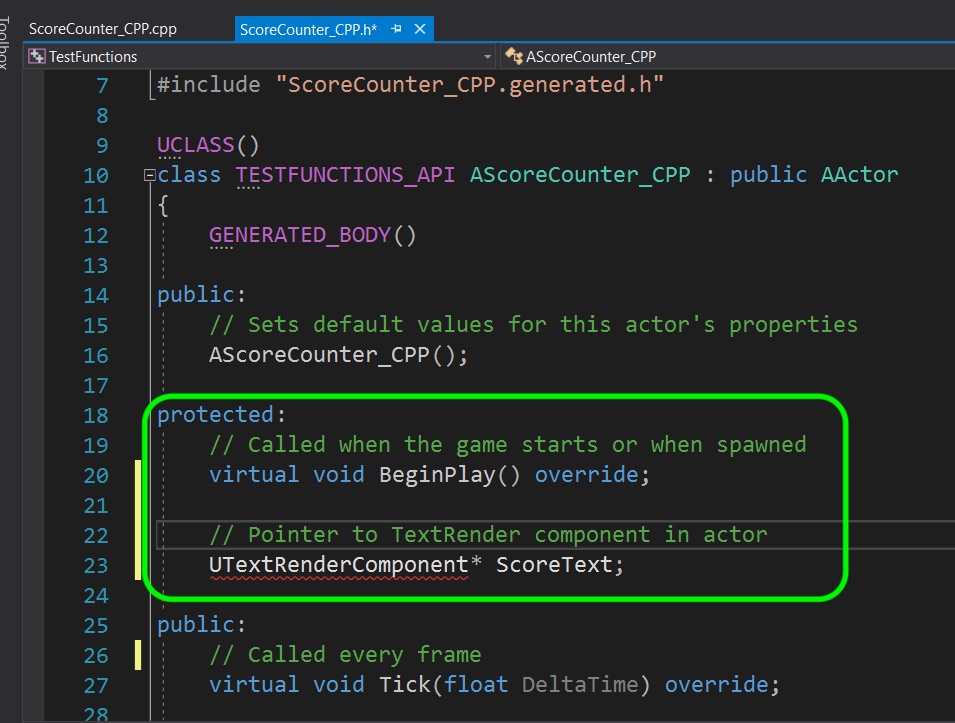 Toolbox
ScoreCounter_CPP.cpp
ScoreCounter_CPP.h*
TestFunctions
AScoreCounter_CPP
7 #include "ScoreCounter_CPP.generated.h"
8
9 UCLASS()
10 class TESTFUNCTIONS_API AScoreCounter_CPP : public AActor
11 {
12 GENERATED_BODY()
13
14 public:
15 // Sets default values for this actor's properties
16 AScoreCounter_CPP();
17
18 protected:
19 // Called when the game starts or when spawned
20 virtual void BeginPlay() override;
21
22 // Pointer to TextRender component in actor
23 UTextRenderComponent* ScoreText;
24
25 public:
26 // Called every frame
27 virtual void Tick(float DeltaTime) override;
28